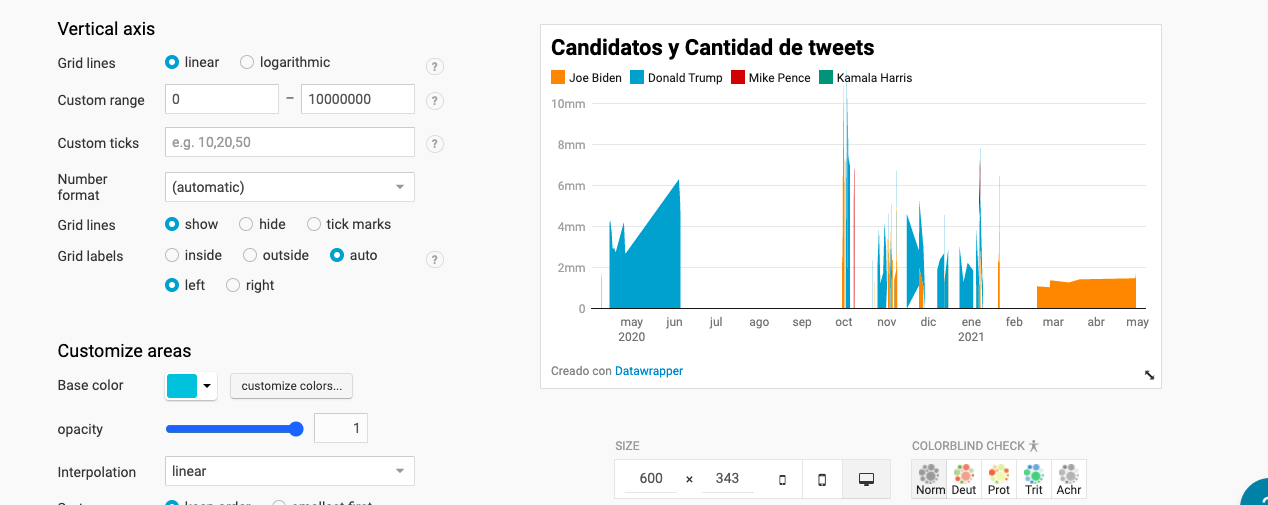 Vertical axis
Grid lines linear logarithmic ?
Custom range 0 – 10000000 ?
Custom ticks e.g. 10,20,50 ?
Number format (automatic)
Grid lines show hide tick marks
Grid labels inside outside auto ?
left right
Customize areas
Base color customize colors...
opacity 1
Interpolation linear
Candidatos y Cantidad de tweets
Joe Biden Donald Trump Mike Pence Kamala Harris
10mm
8mm
6mm
4mm
2mm
0
may jun jul ago sep oct nov dic ene feb mar abr may
2020 2021
Creado con Datawrapper
SIZE
600 × 343
COLORBLIND CHECK
Norm Deut Prot Trit Achr